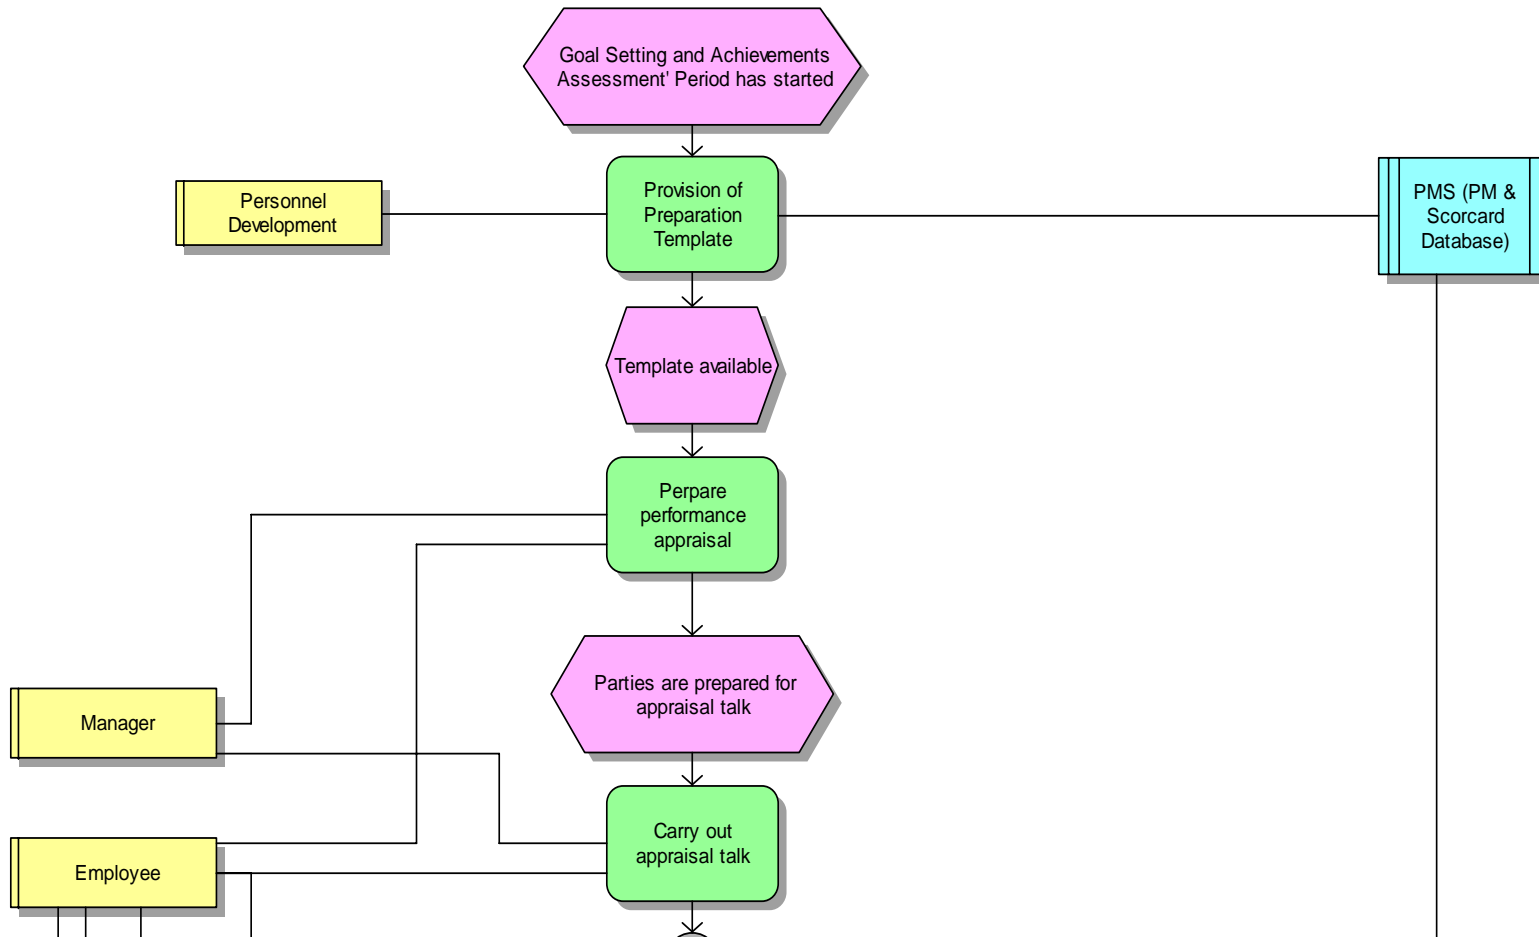 Goal Setting and Achievements
Assessment' Period has started
Personnel
Development
Provision of
Preparation
Template
PMS (PM &
Scorcard
Database)
Template available
Perpare
performance
appraisal
Parties are prepared for
appraisal talk
Manager
Carry out
appraisal talk
Employee